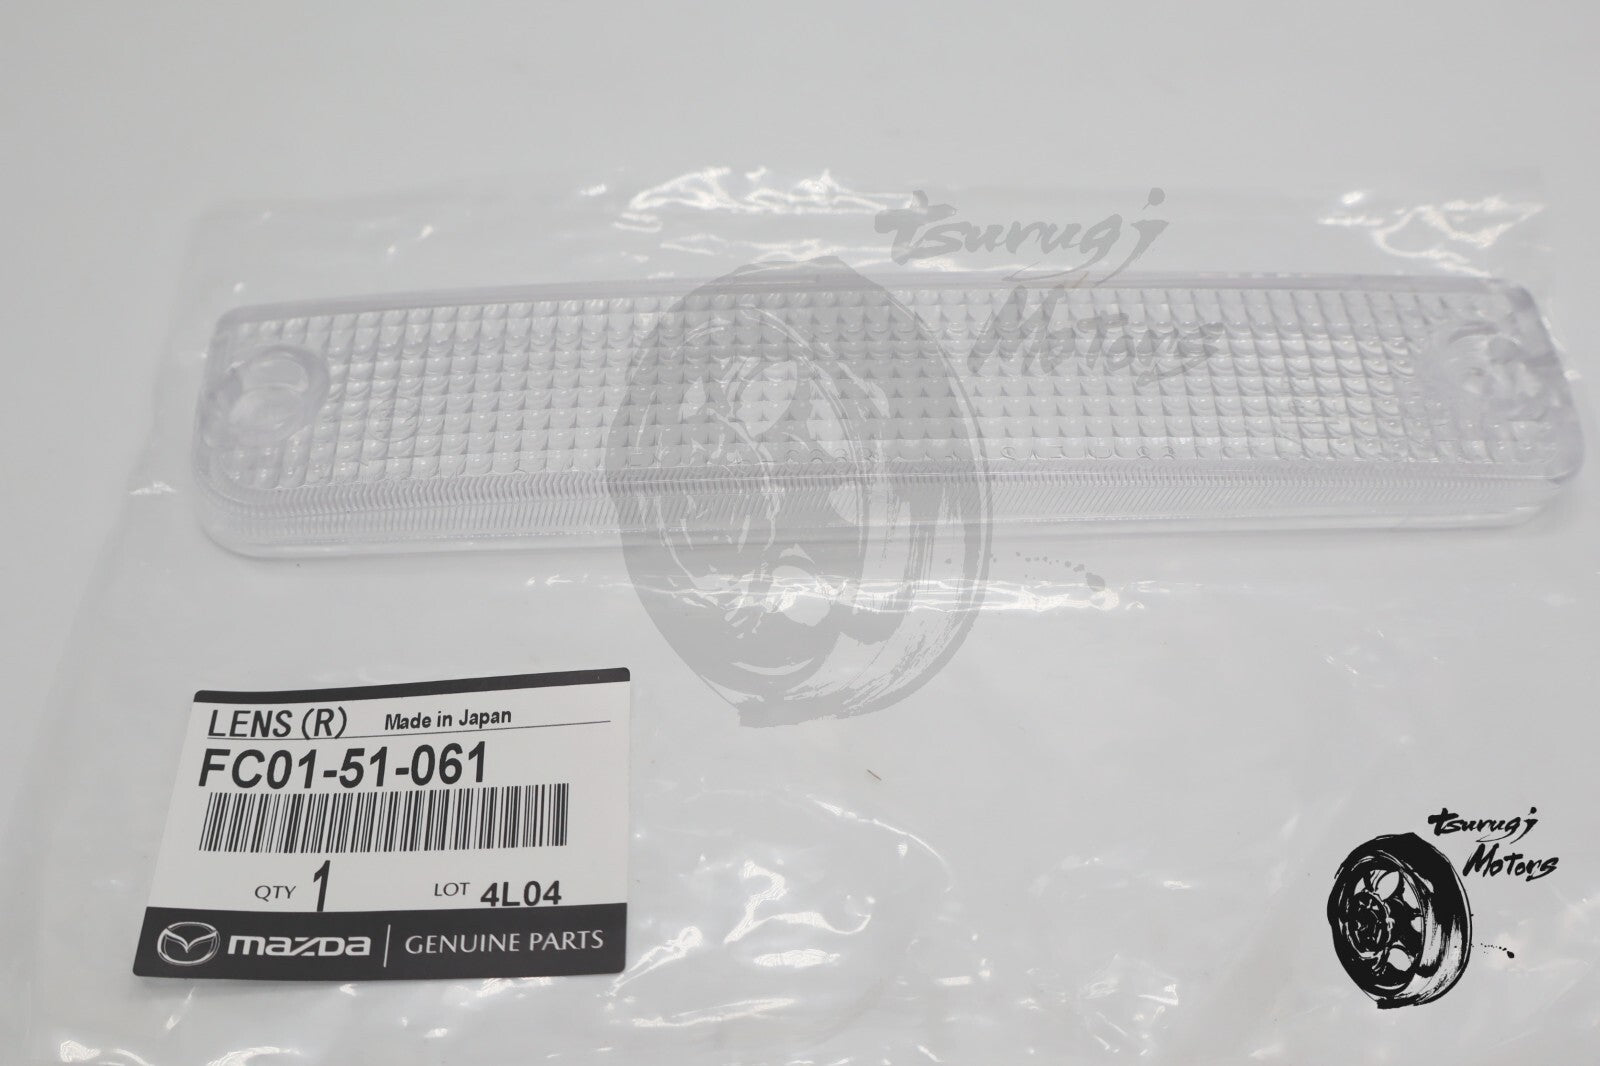 tsurugi
Motors
LENS (R) Made in Japan
FC01-51-061
QTY 1 LOT 4L04
mazda GENUINE PARTS
tsurugi
Motors